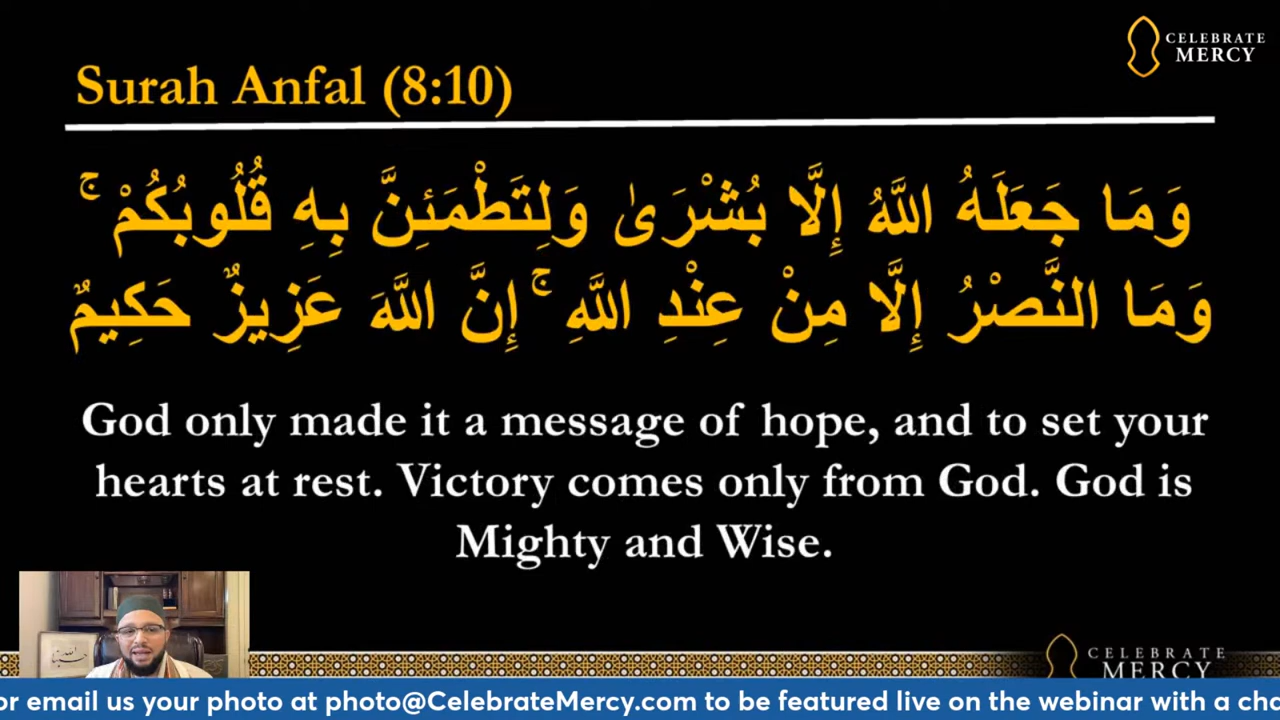 Surah Anfal (8:10)
CELEBRATE
MERCY
وَمَا جَعَلَهُ اللَّهُ إِلَّا بُشْرَىٰ وَلِتَطْمَئِنَّ بِهِ قُلُوبُكُمْ ۚ
وَمَا النَّصْرُ إِلَّا مِنْ عِنْدِ اللَّهِ ۚ إِنَّ اللَّهَ عَزِيزٌ حَكِيمٌ
God only made it a message of hope, and to set your
hearts at rest. Victory comes only from God. God is
Mighty and Wise.
CELEBRATE
MERCY
or email us your photo at photo@CelebrateMercy.com to be featured live on the webinar with a cha